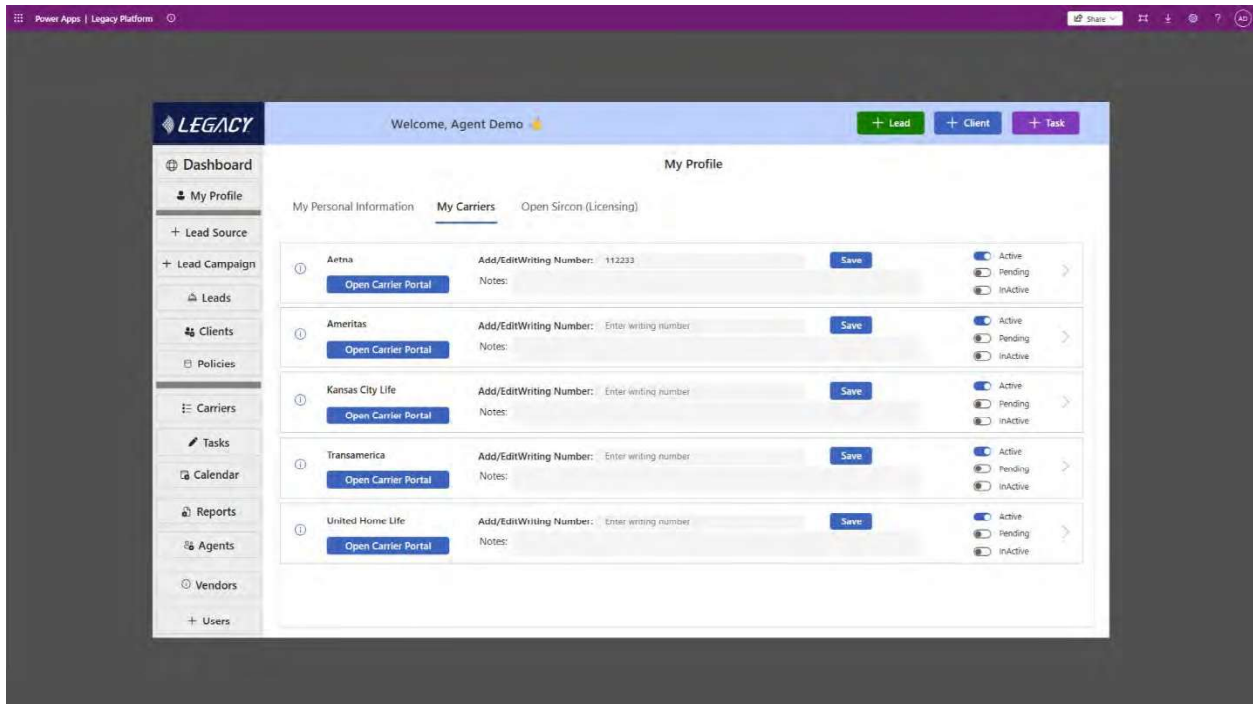 Power Apps | Legacy Platform
Share
?
AD
LEGACY
Welcome, Agent Demo
+ Lead
+ Client
+ Task
Dashboard
My Profile
+ Lead Source
+ Lead Campaign
Leads
Clients
Policies
Carriers
Tasks
Calendar
Reports
Agents
Vendors
+ Users
My Profile
My Personal Information
My Carriers
Open Sircon (Licensing)
Aetna
Open Carrier Portal
Add/EditWriting Number: 112233
Notes:
Save
Active
Pending
InActive
Ameritas
Open Carrier Portal
Add/EditWriting Number: Enter writing number
Notes:
Save
Active
Pending
InActive
Kansas City Life
Open Carrier Portal
Add/EditWriting Number: Enter writing number
Notes:
Save
Active
Pending
InActive
Transamerica
Open Carrier Portal
Add/EditWriting Number: Enter writing number
Notes:
Save
Active
Pending
InActive
United Home Life
Open Carrier Portal
Add/EditWriting Number: Enter writing number
Notes:
Save
Active
Pending
InActive